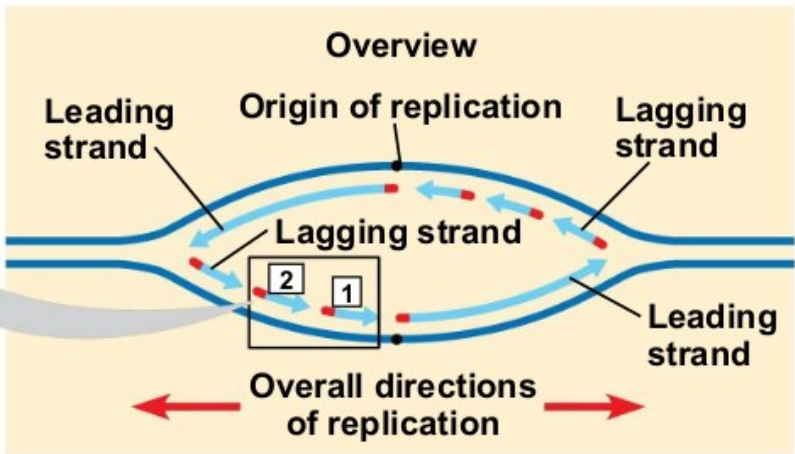 Overview
Leading
strand
Origin of replication
Lagging
strand
Lagging strand
2
1
Leading
strand
Overall directions
of replication